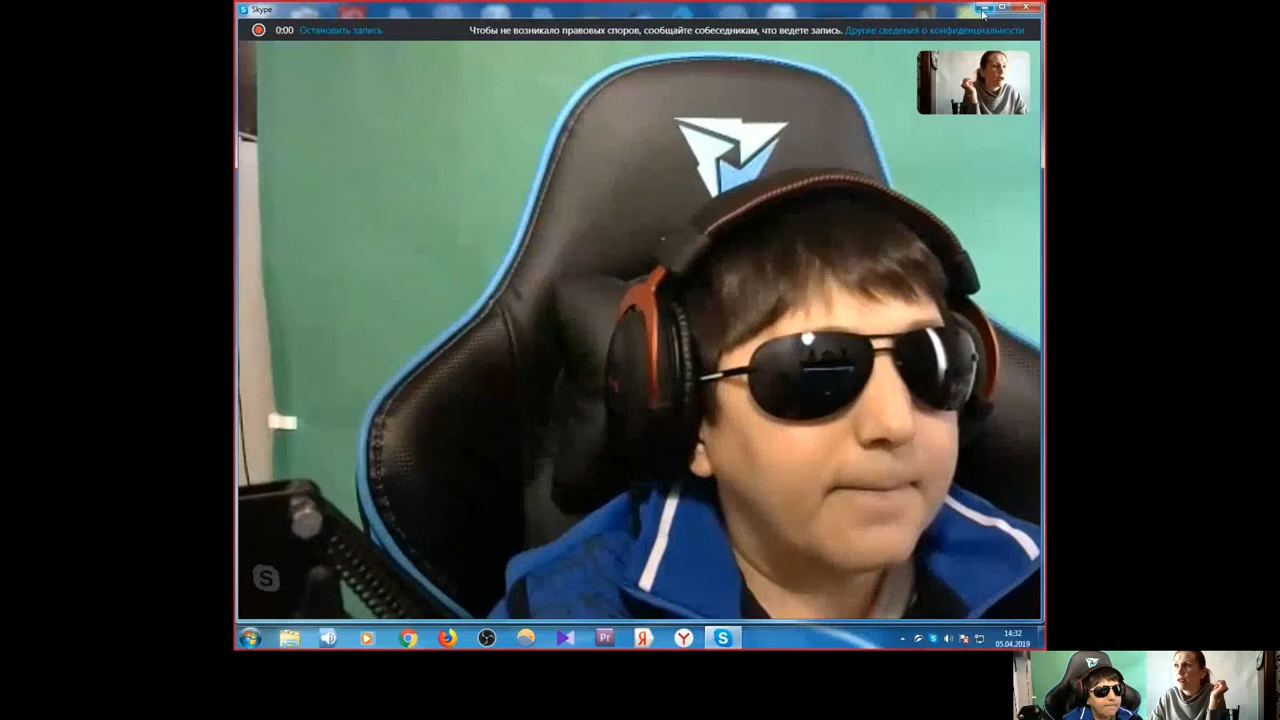 Skype
0:00 Остановить запись Чтобы не возникало правовых споров, сообщайте собеседникам, что ведете запись. Другие сведения о конфиденциальности
S
Pr Я Y S
14:32
05.04.2019